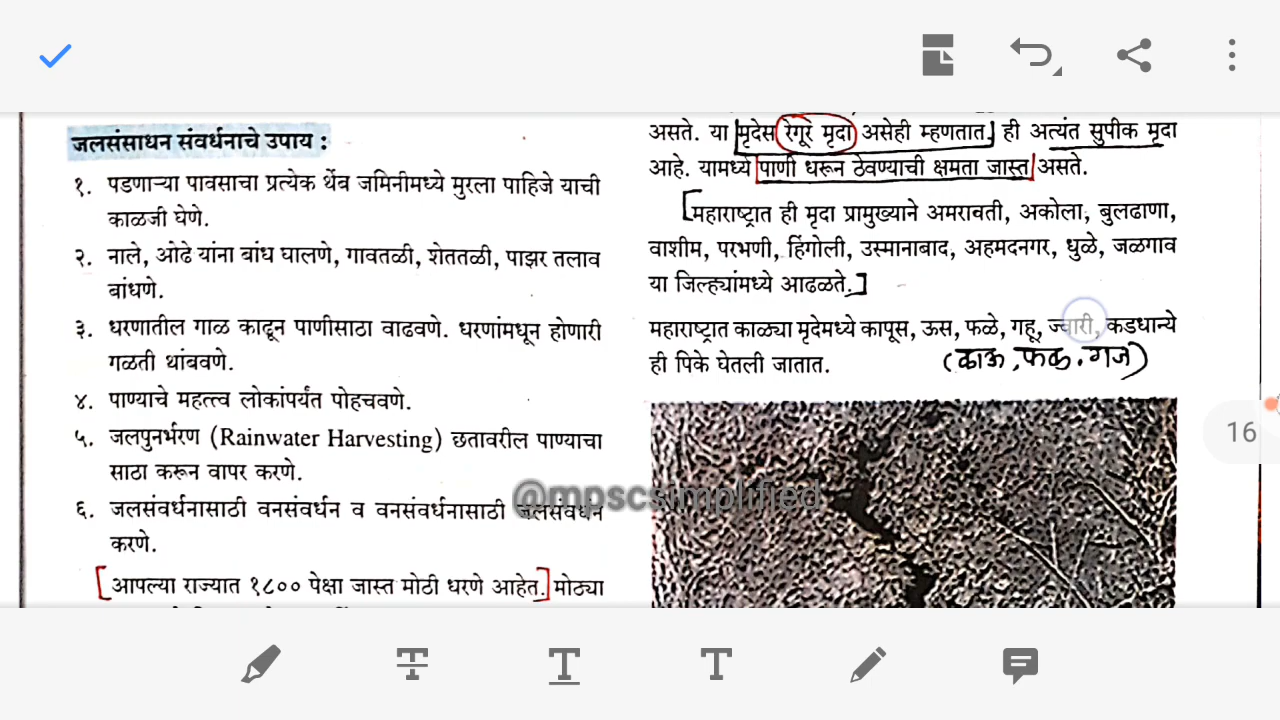 जलसंसाधन संवर्धनाचे उपाय :
१. पडणाऱ्या पावसाचा प्रत्येक थेंब जमिनीमध्ये मुरला पाहिजे याची
काळजी घेणे.
२. नाले, ओढे यांना बांध घालणे, गावतळी, शेततळी, पाझर तलाव
बांधणे.
३. धरणातील गाळ काढून पाणीसाठा वाढवणे. धरणांमधून होणारी
गळती थांबवणे.
४. पाण्याचे महत्त्व लोकांपर्यंत पोहचवणे.
५. जलपुनर्भरण (Rainwater Harvesting) छतावरील पाण्याचा
साठा करून वापर करणे.
६. जलसंवर्धनासाठी वनसंवर्धन व वनसंवर्धनासाठी जलसंवर्धन
करणे.
[आपल्या राज्यात १८०० पेक्षा जास्त मोठी धरणे आहेत.] मोठ्या
असते. या मृदेस रेगूर मृदा असेही म्हणतात. ही अत्यंत सुपीक मृदा
आहे. यामध्ये पाणी धरून ठेवण्याची क्षमता जास्त असते.
[महाराष्ट्रात ही मृदा प्रामुख्याने अमरावती, अकोला, बुलढाणा,
वाशीम, परभणी, हिंगोली, उस्मानाबाद, अहमदनगर, धुळे, जळगाव
या जिल्ह्यांमध्ये आढळते.]
महाराष्ट्रात काळ्या मृदेमध्ये कापूस, ऊस, फळे, गहू, ज्वारी, कडधान्ये
ही पिके घेतली जातात.
(काऊ, फक, गज)
@mpscsimplified
16